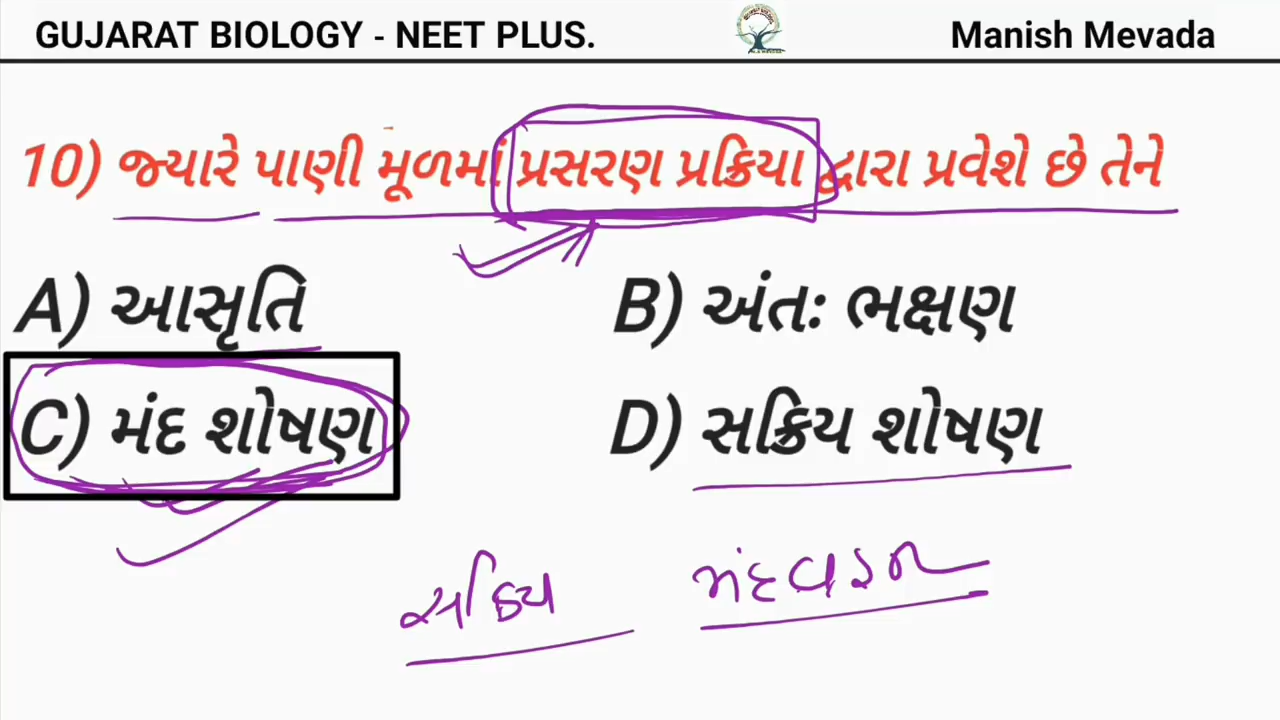 GUJARAT BIOLOGY - NEET PLUS. Manish Mevada
10) જ્યારે પાણી મૂળમાં પ્રસરણ પ્રક્રિયા દ્વારા પ્રવેશે છે તેને
A) આસૃતિ B) અંતઃ ભક્ષણ
C) મંદ શોષણ D) સક્રિય શોષણ
સક્રિય મંદવહન